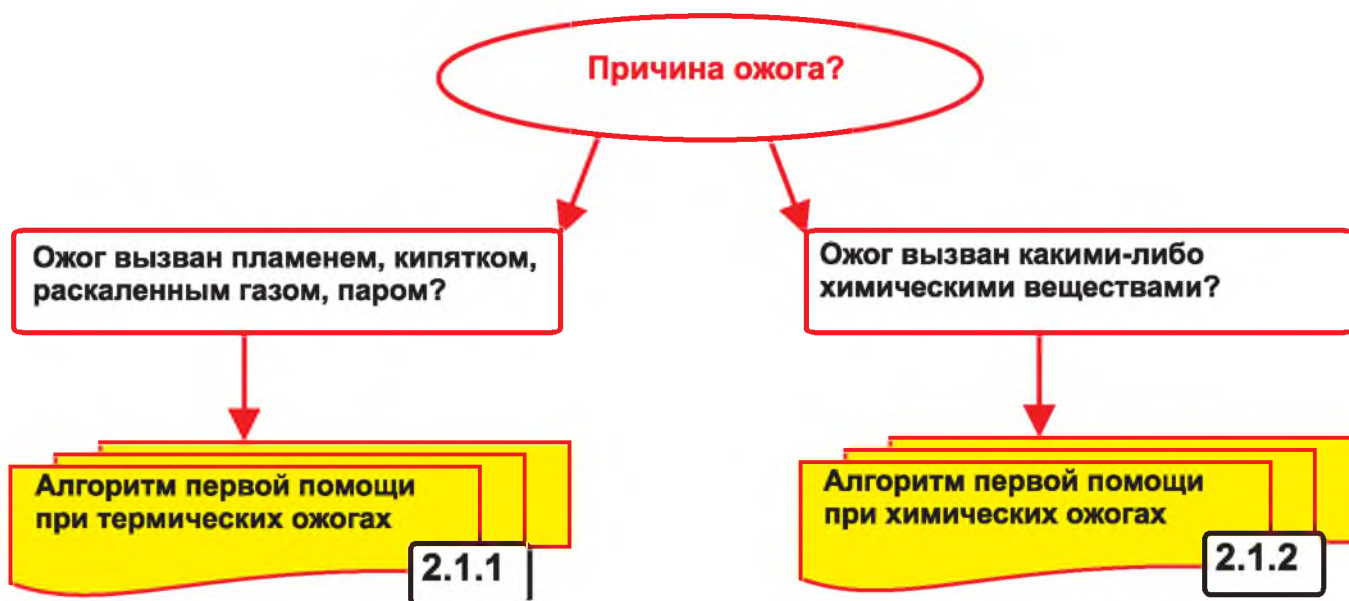 Причина ожога?
Ожог вызван пламенем, кипятком,
раскаленным газом, паром?
Ожог вызван какими-либо
химическими веществами?
Алгоритм первой помощи
при термических ожогах
2.1.1
Алгоритм первой помощи
при химических ожогах
2.1.2